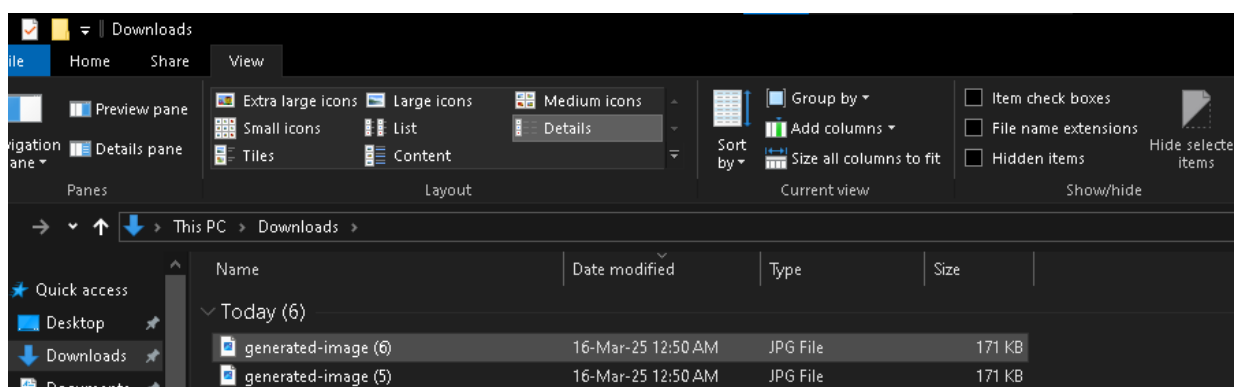 Downloads
ile Home Share View
Preview pane
Details pane
vigation
ane
Panes
Extra large icons Large icons Medium icons
Small icons List Details
Tiles Content
Layout
Sort
by
Group by
Add columns
Size all columns to fit
Current view
Item check boxes
File name extensions
Hidden items
Hide selecte
items
Show/hide
This PC > Downloads >
Quick access
Desktop
Downloads
Documents
Name Date modified Type Size
Today (6)
generated-image (6) 16-Mar-25 12:50 AM JPG File 171 KB
generated-image (5) 16-Mar-25 12:50 AM JPG File 171 KB